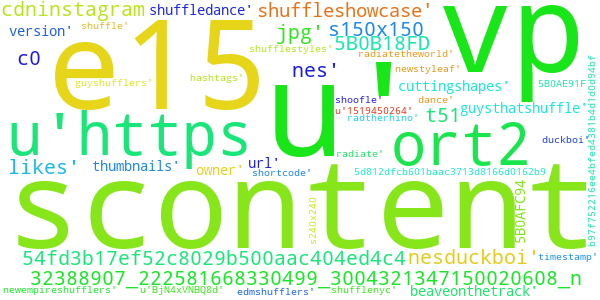 cdninstagram
shuffledance'
shuffleshowcase'
vp
shuffle'
e15
jpg'
s150x150
version'
5B0B18FD
radiatetheworld'
shufflestyles'
c0
nes'
u'
newstyleaf'
hashtags'
guyshufflers'
cuttingshapes'
5B0AE91F
shoofle'
dance'
u'1519450264'
guysthatshuffle'
radtherhino'
t51
u'https
ort2
duckboi'
radiate'
likes'
thumbnails'
owner'
url'
shortcode'
5d812dfcb601baac3713d8166d0162b9
b97f752216ee4bfed4381b4d1d0d94bf
scontent
s240x240
5B0AFC94
54fd3b17ef52c8029b500aac404ed4c4
nesduckboi'
timestamp'
32388907_222581668330499_3004321347150020608_n
newempireshufflers'
u'BjN4xVNBQ8d'
edmshufflers'
shufflenyc'
beaveonthetrack'